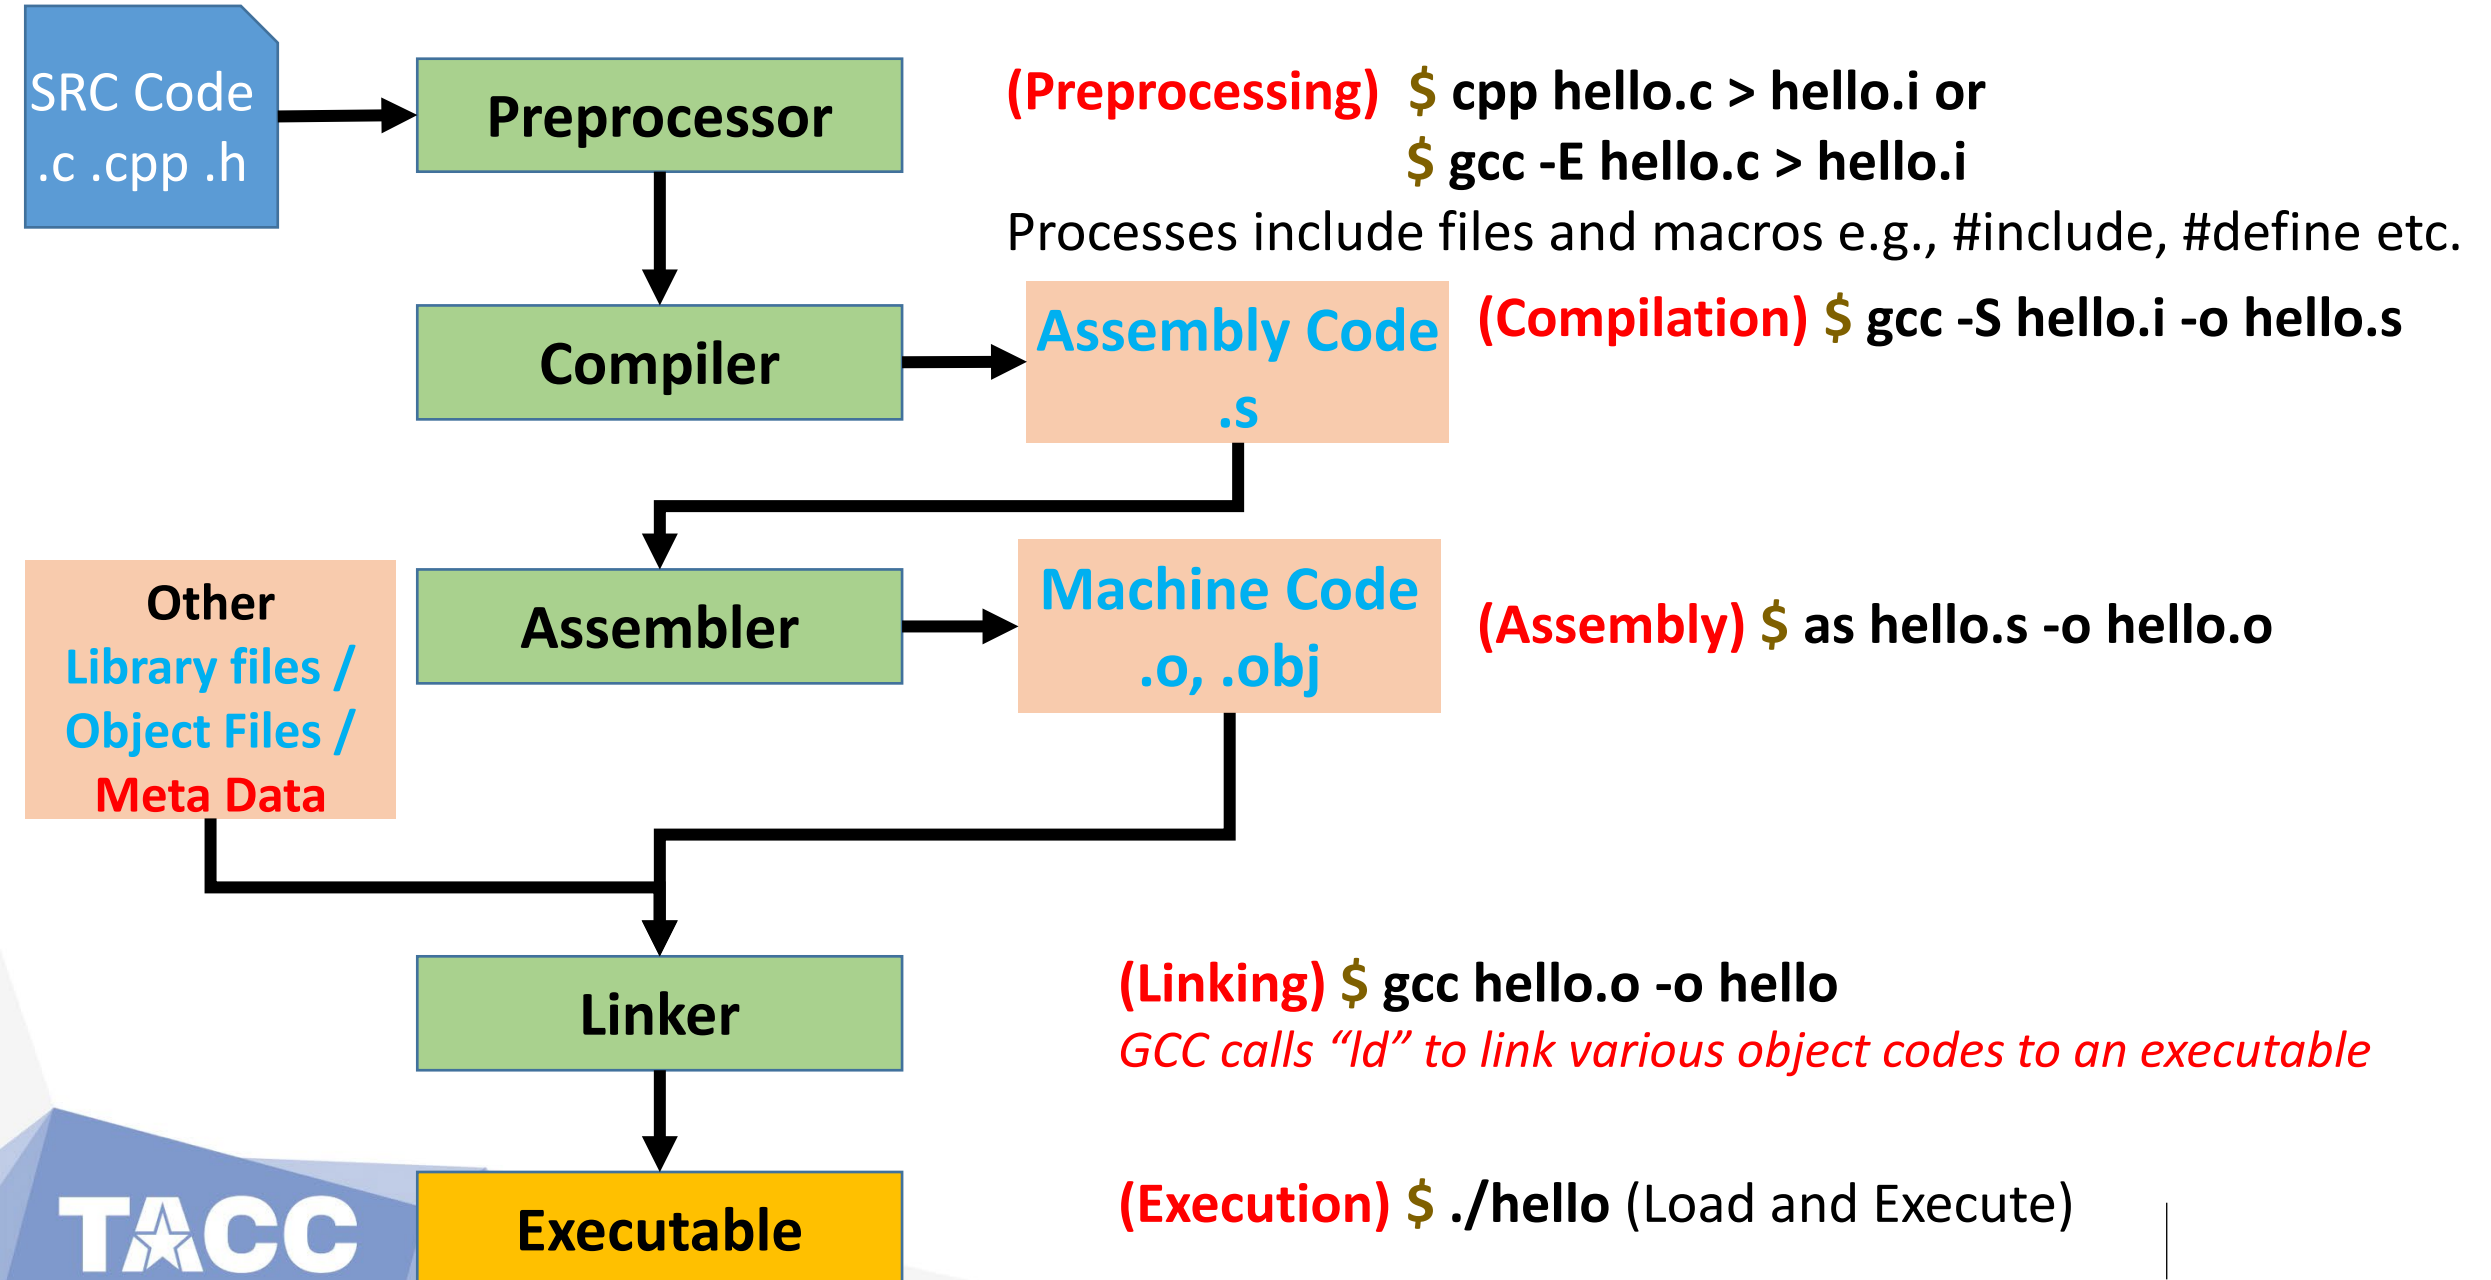 SRC Code
.c .cpp .h
Preprocessor
(Preprocessing) $ cpp hello.c > hello.i or
$ gcc -E hello.c > hello.i
Processes include files and macros e.g., #include, #define etc.
Compiler
Assembly Code
.s
(Compilation) $ gcc -S hello.i -o hello.s
Other
Library files /
Object Files /
Meta Data
Assembler
Machine Code
.o, .obj
(Assembly) $ as hello.s -o hello.o
Linker
(Linking) $ gcc hello.o -o hello
GCC calls “ld” to link various object codes to an executable
TACC
Executable
(Execution) $ ./hello (Load and Execute)